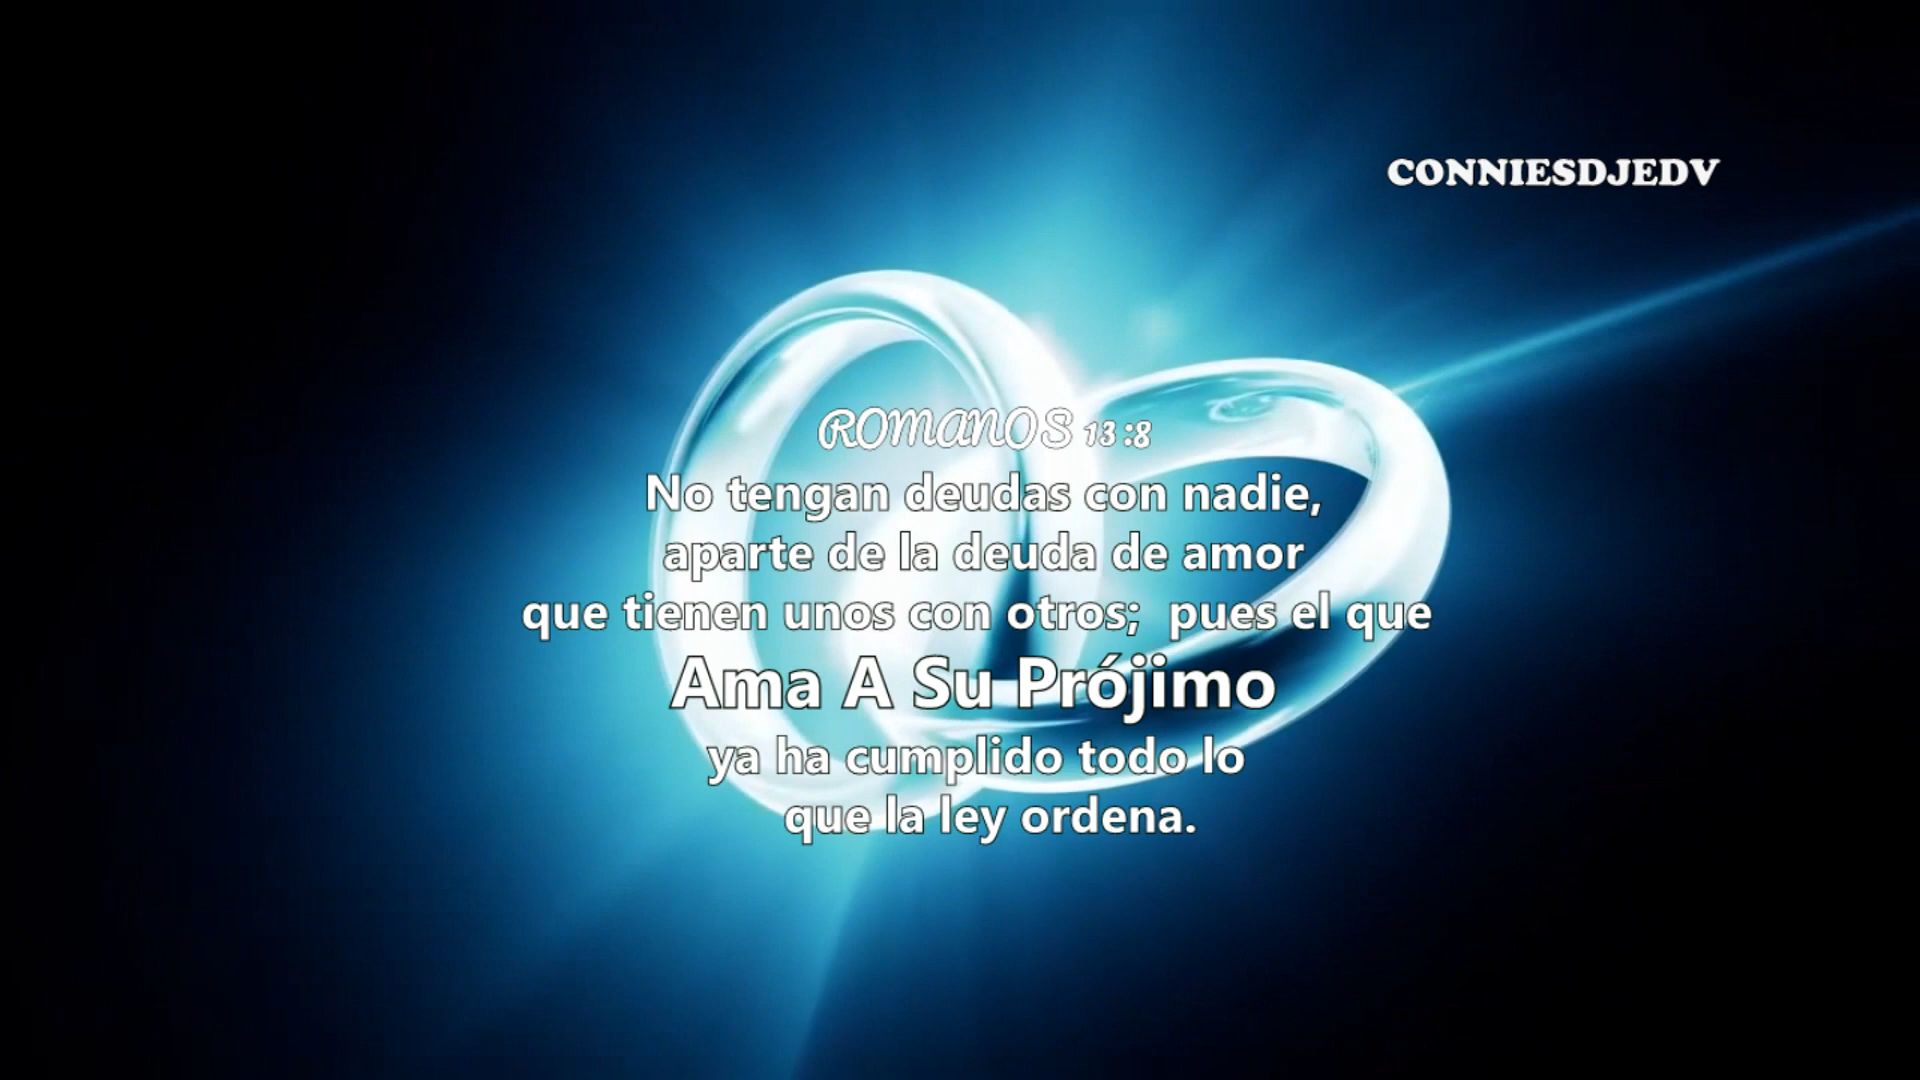 CONNIESDJEDV
ROMANOS 13:8
No tengan deudas con nadie,
aparte de la deuda de amor
que tienen unos con otros; pues el que
Ama A Su Prójimo
ya ha cumplido todo lo
que la ley ordena.